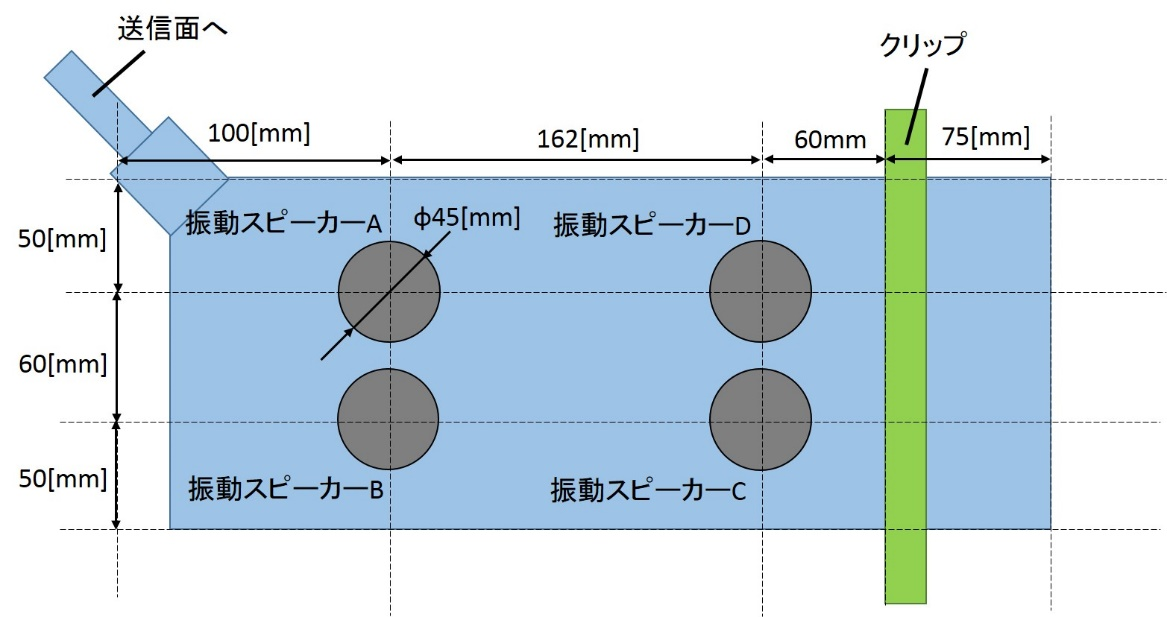 送信面へ
クリップ
100[mm]
162[mm]
60mm
75[mm]
振動スピーカーA
φ45[mm]
振動スピーカーD
50[mm]
60[mm]
50[mm]
振動スピーカーB
振動スピーカーC